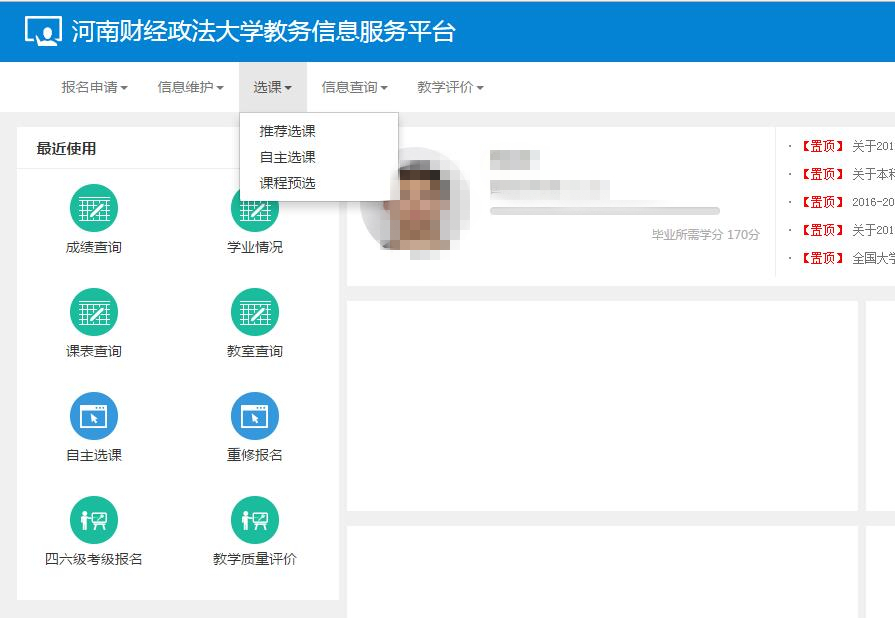 河南财经政法大学教务信息服务平台
报名申请 信息维护 选课 信息查询 教学评价
推荐选课
自主选课
课程预选
最近使用
成绩查询 学业情况
课表查询 教室查询
自主选课 重修报名
四六级考级报名 教学质量评价
毕业所需学分 170分
·【置顶】 关于201
·【置顶】 关于本科
·【置顶】 2016-20
·【置顶】 关于201
·【置顶】 全国大学